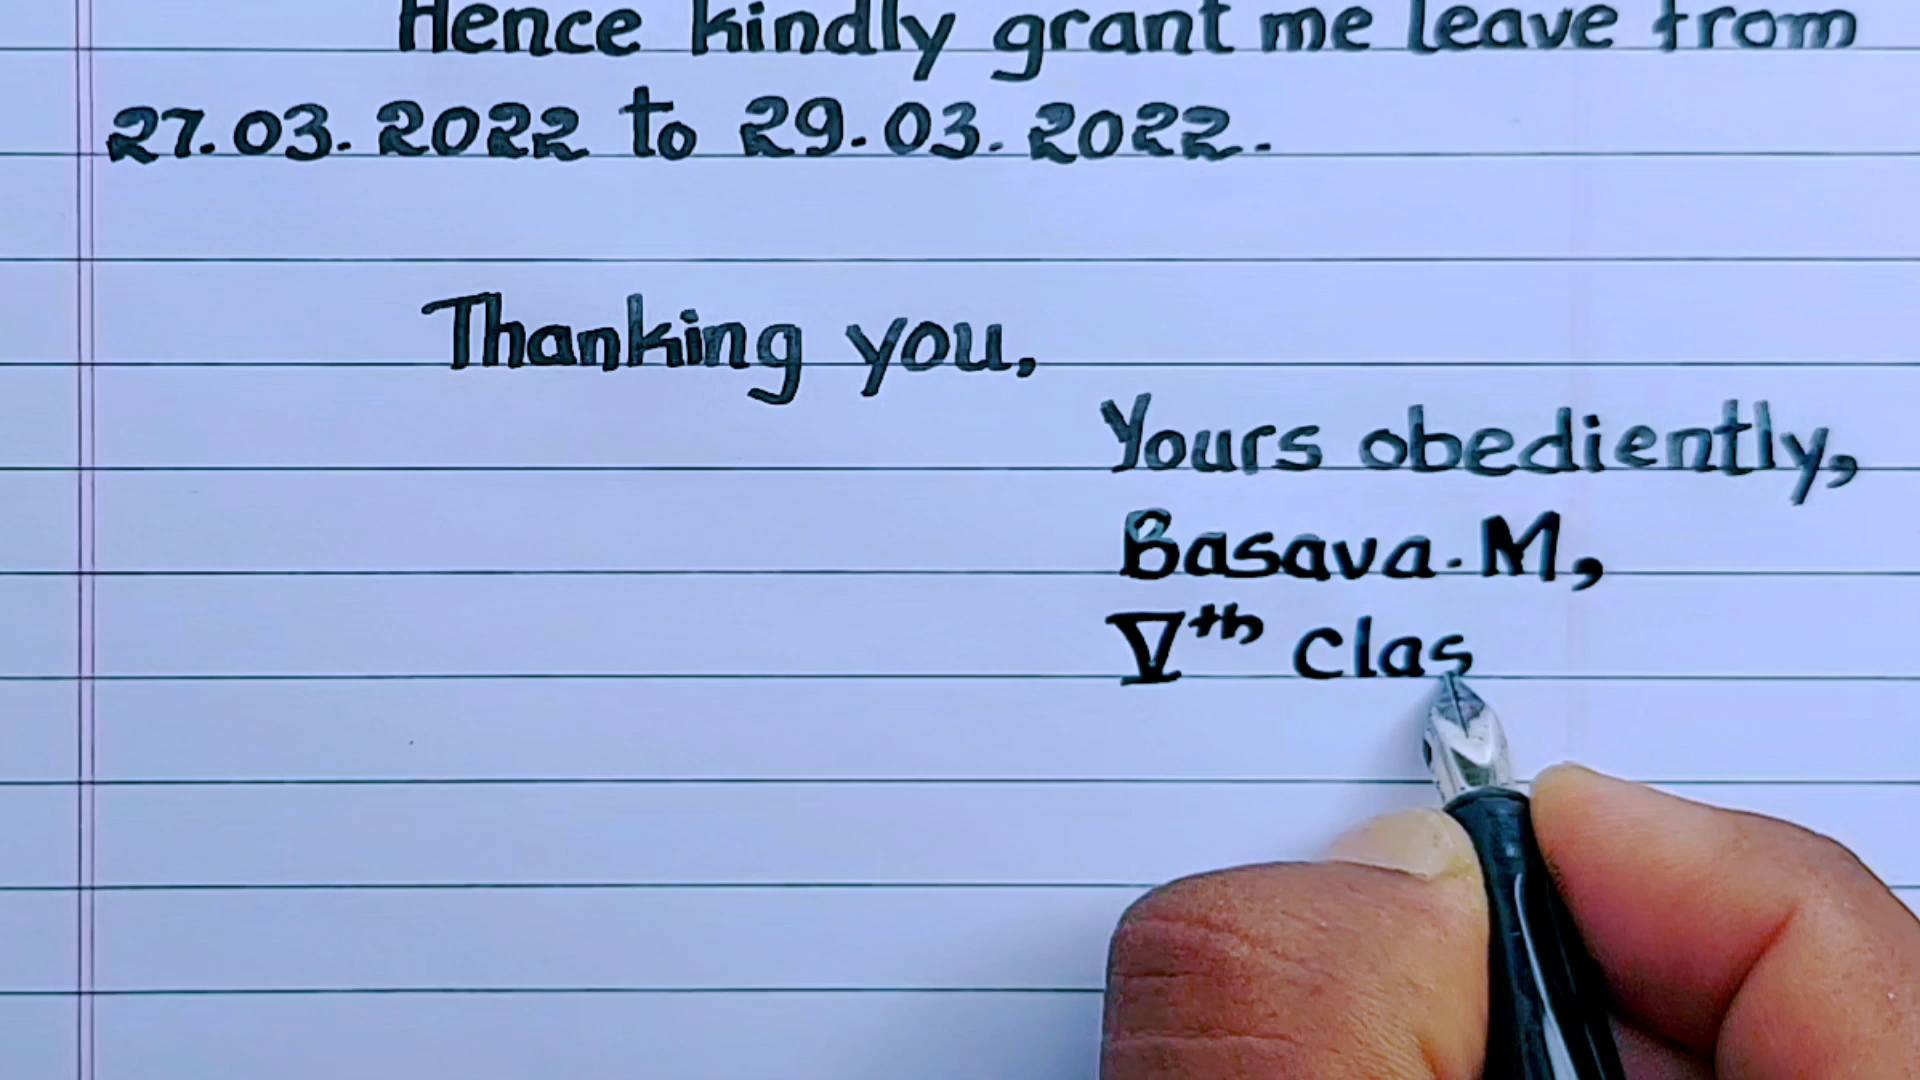 Hence kindly grant me leave from
27.03.2022 to 29.03.2022.
Thanking you,
Yours obediently,
Basava.M,
Vth Clas